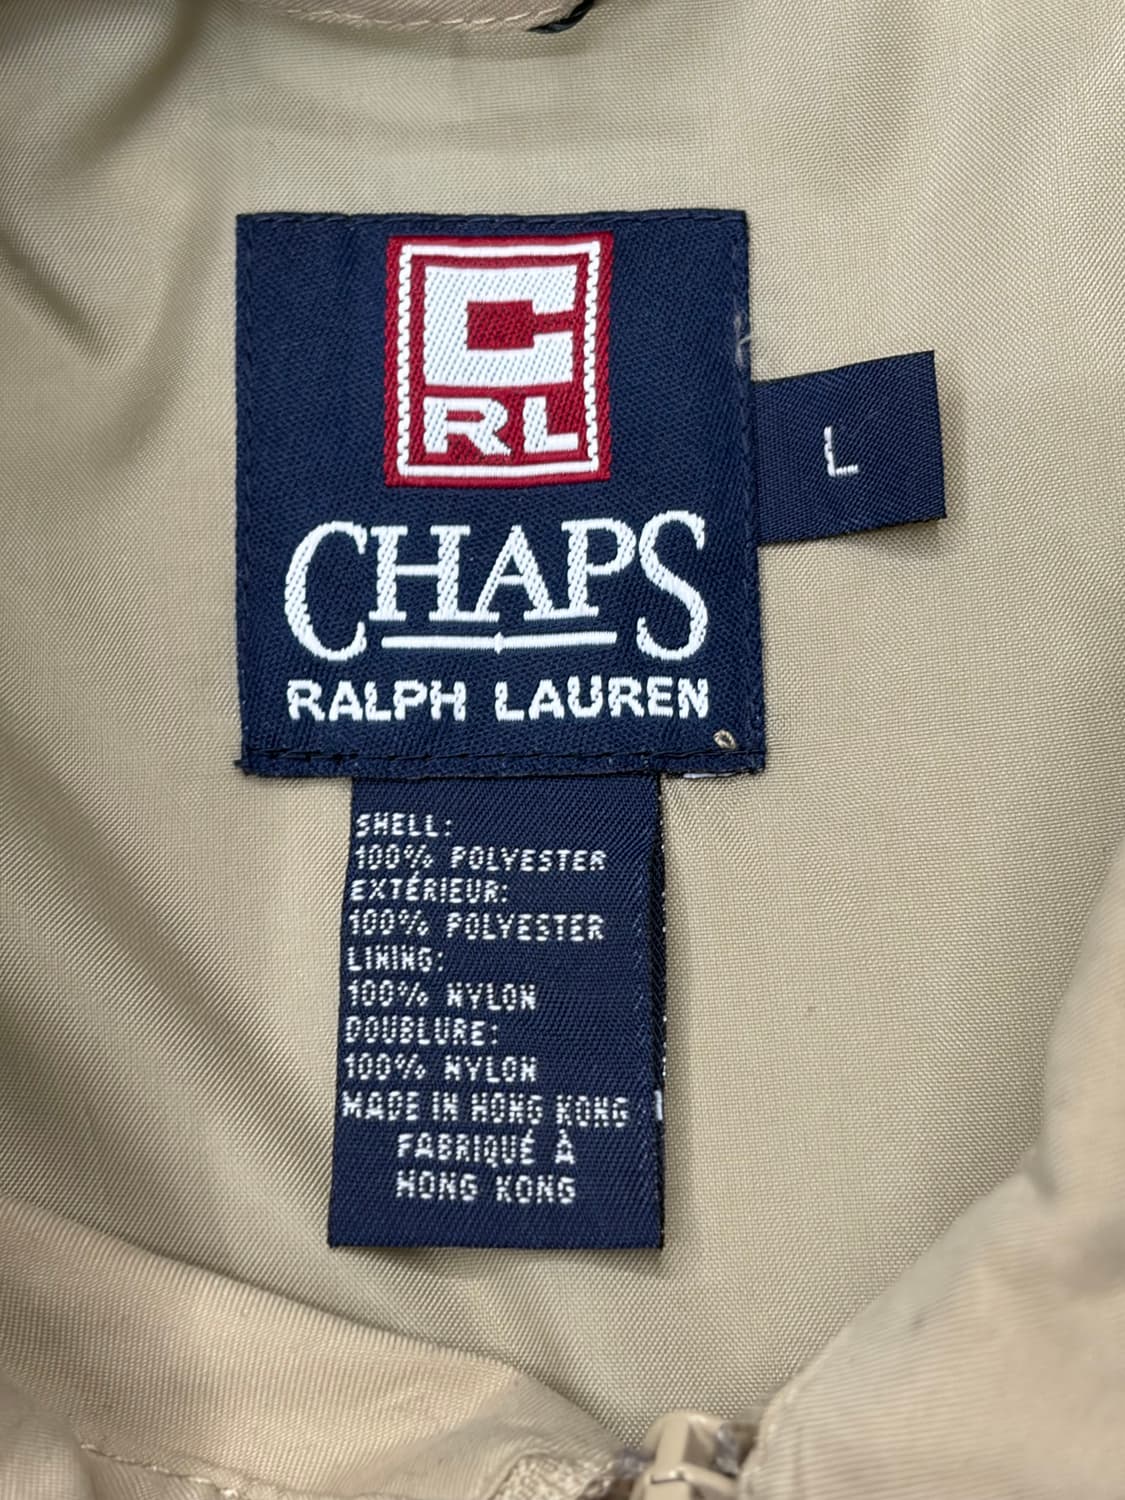 C
RL
CHAPS
RALPH LAUREN
L
SHELL:
100% POLYESTER
EXTÉRIEUR:
100% POLYESTER
LINING:
100% NYLON
DOUBLURE:
100% NYLON
MADE IN HONG KONG
FABRIQUÉ À
HONG KONG